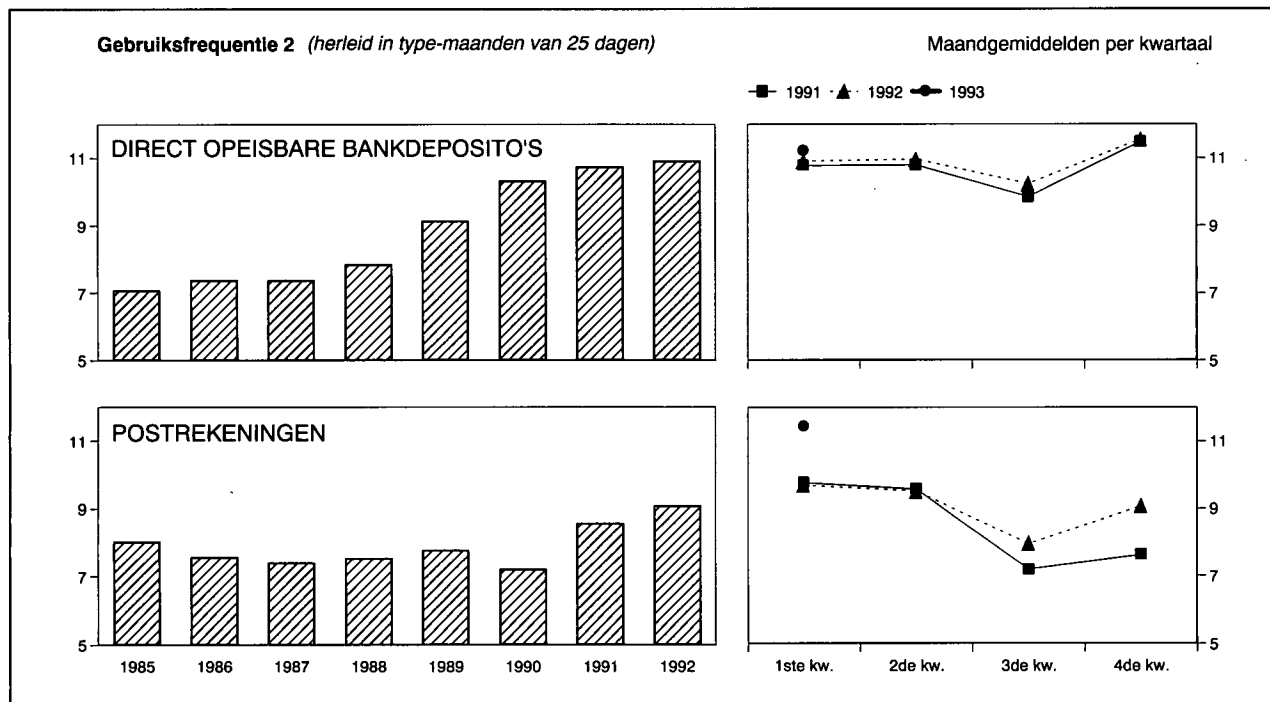 Gebruiksfrequentie 2 (herleid in type-maanden van 25 dagen)
Maandgemiddelden per kwartaal
1991 1992 1993
DIRECT OPEISBARE BANKDEPOSITO'S
11
9
7
5
11
9
7
5
POSTREKENINGEN
11
9
7
5
11
9
7
5
1985 1986 1987 1988 1989 1990 1991 1992
1ste kw. 2de kw. 3de kw. 4de kw.